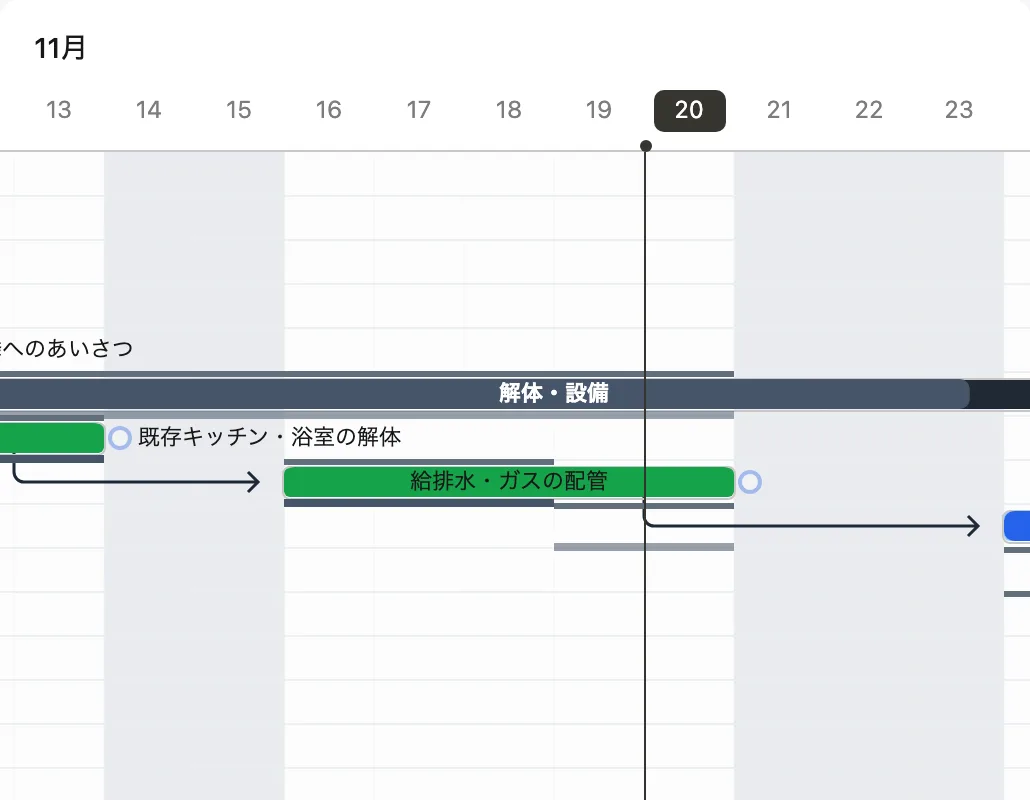 11月
13 14 15 16 17 18 19 20 21 22 23
へのあいさつ
解体・設備
既存キッチン・浴室の解体
給排水・ガスの配管